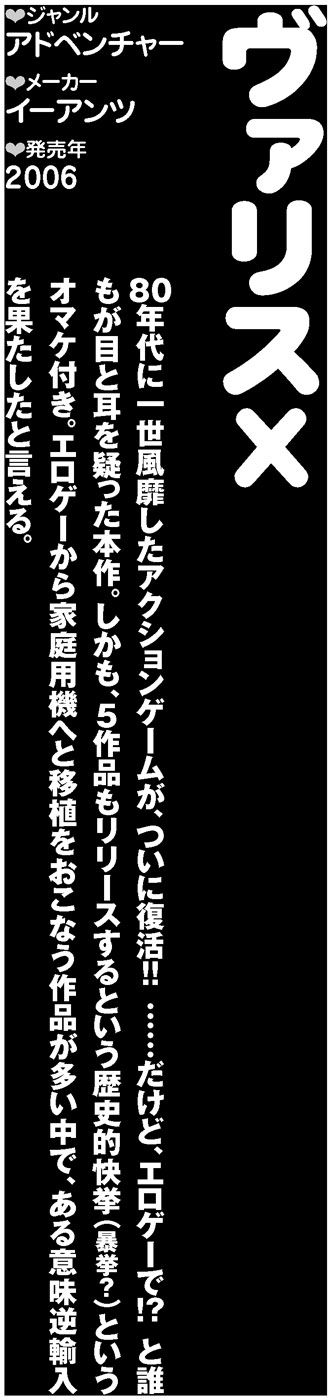 ヴァリスX
❤ジャンル
アドベンチャー
❤メーカー
イーアンツ
❤発売年
2006
80年代に一世風靡したアクションゲームが、ついに復活!! ……だけど、エロゲーで!? と誰
もが目と耳を疑った本作。しかも、5作品もリリースするという歴史的快挙(暴挙?)という
オマケ付き。エロゲーから家庭用機へと移植をおこなう作品が多い中で、ある意味逆輸入
を果たしたと言える。